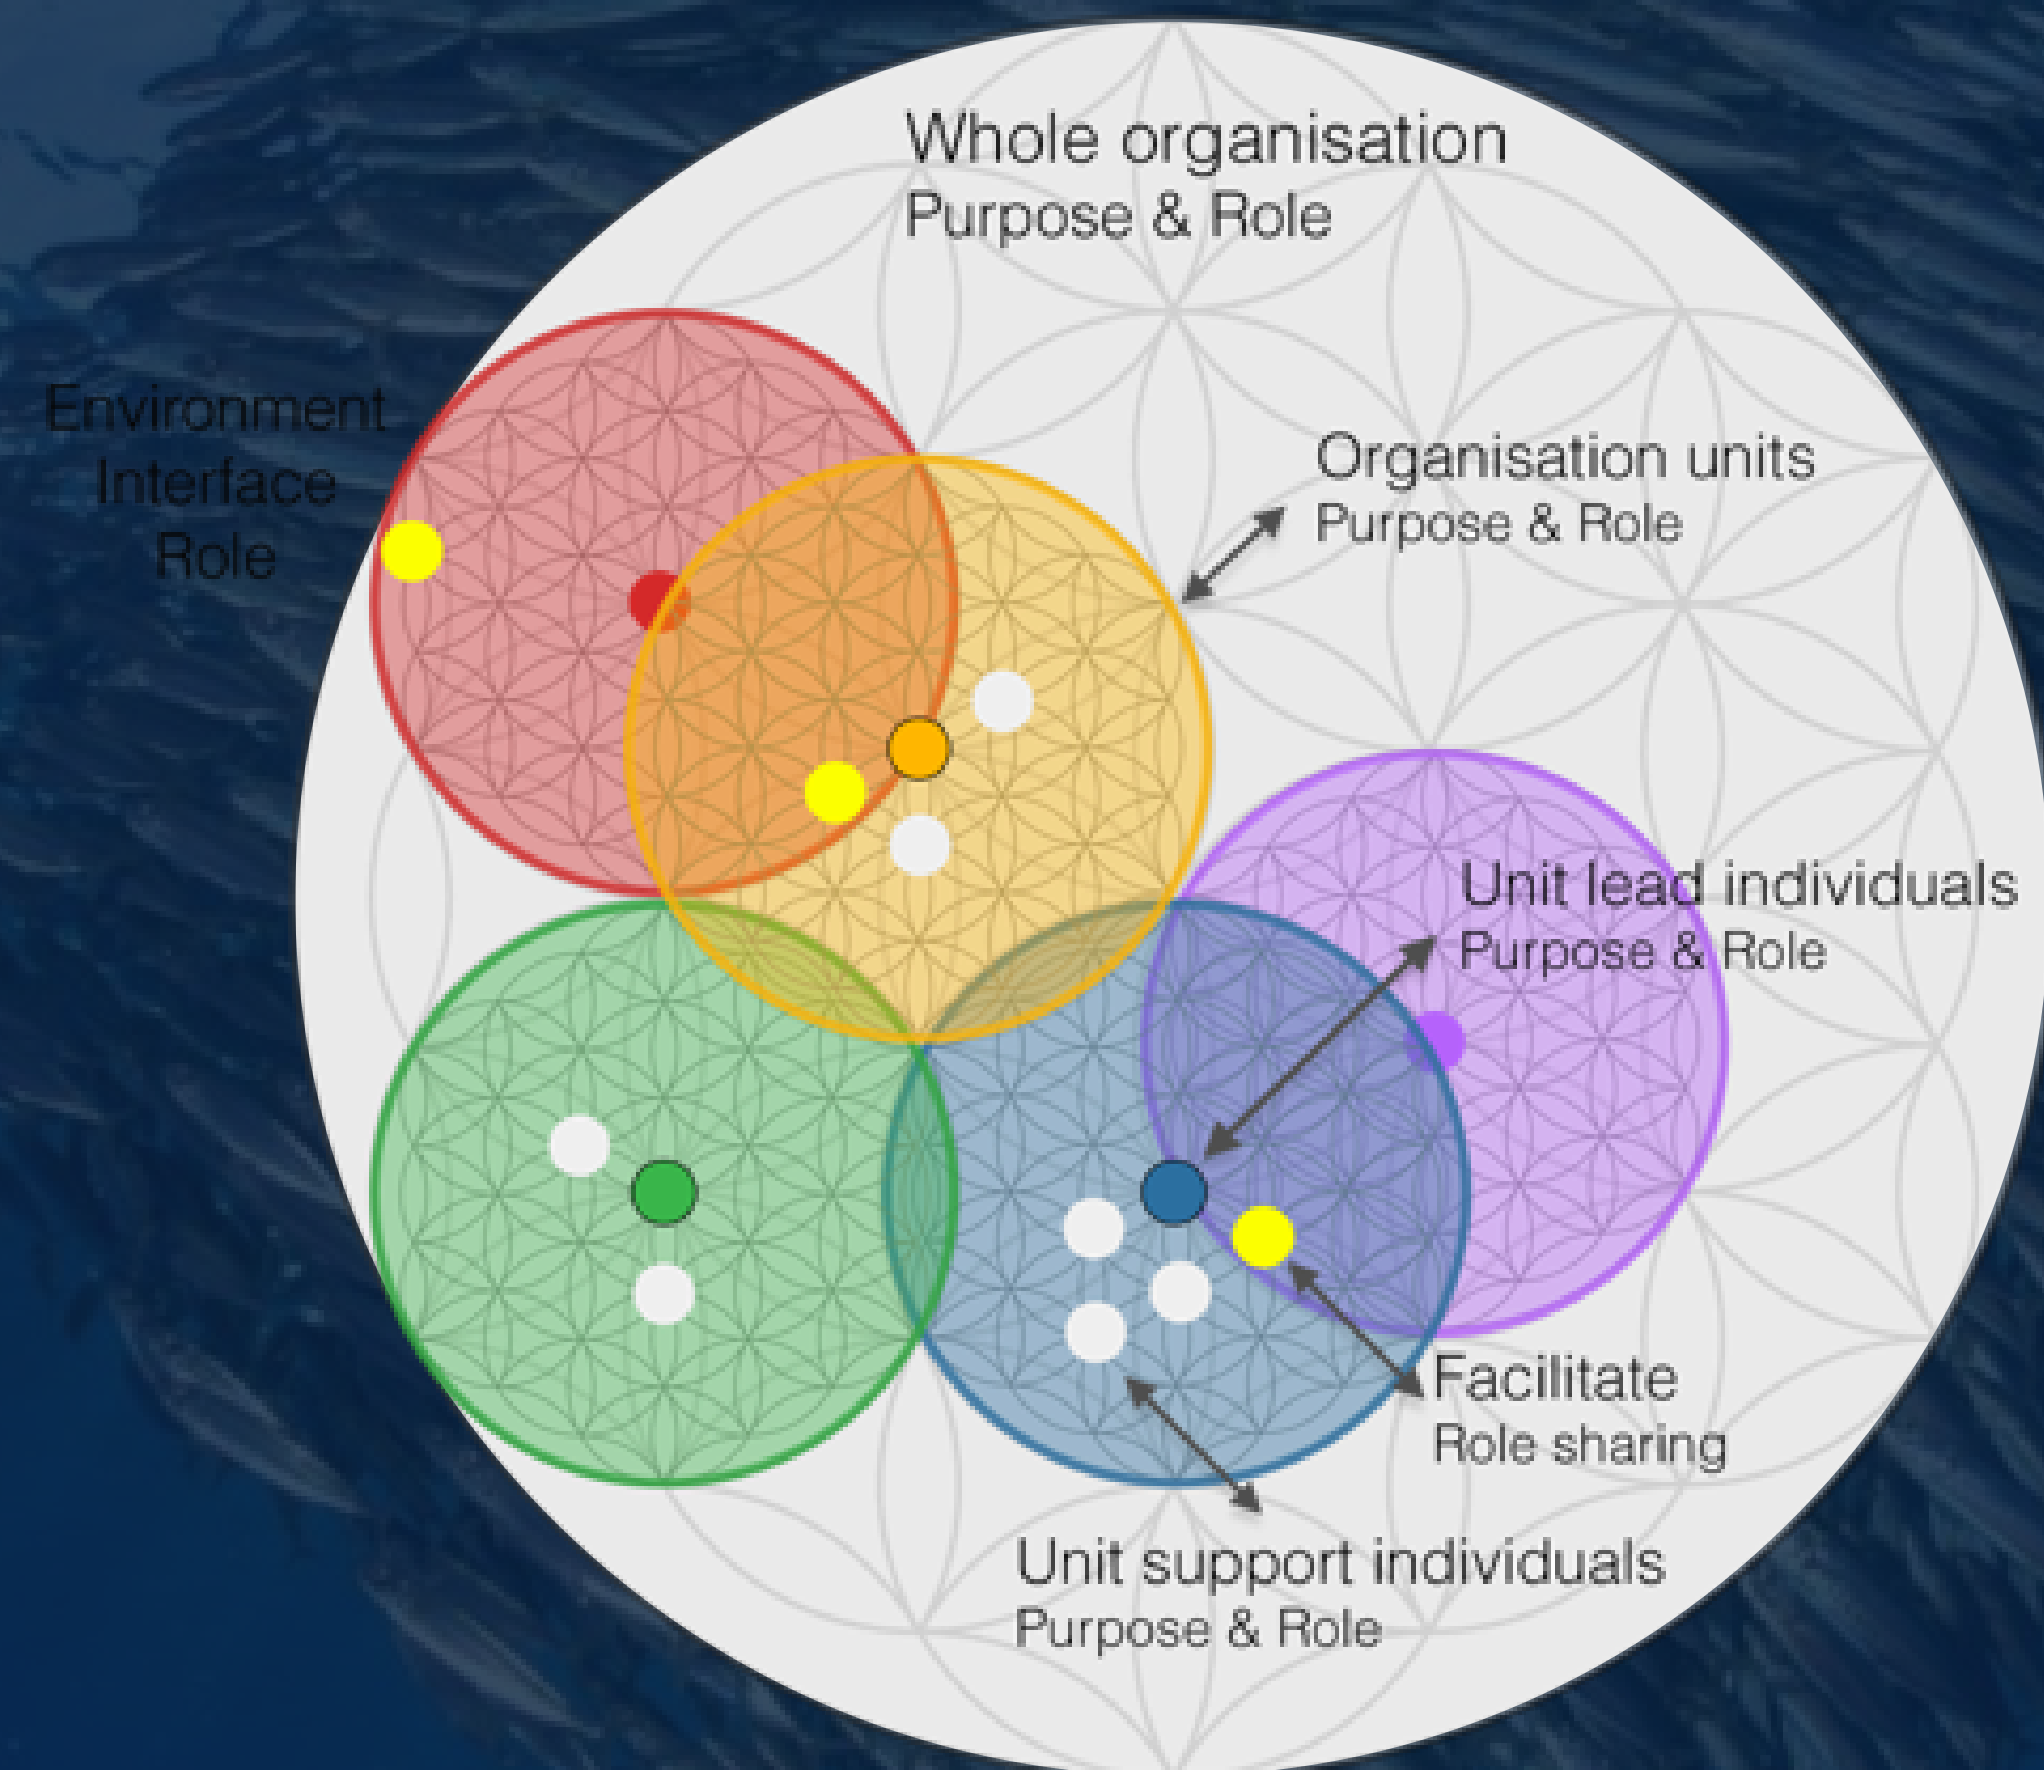 Whole organisation
Purpose & Role
Environment
Interface
Role
Organisation units
Purpose & Role
Unit lead individuals
Purpose & Role
Facilitate
Role sharing
Unit support individuals
Purpose & Role